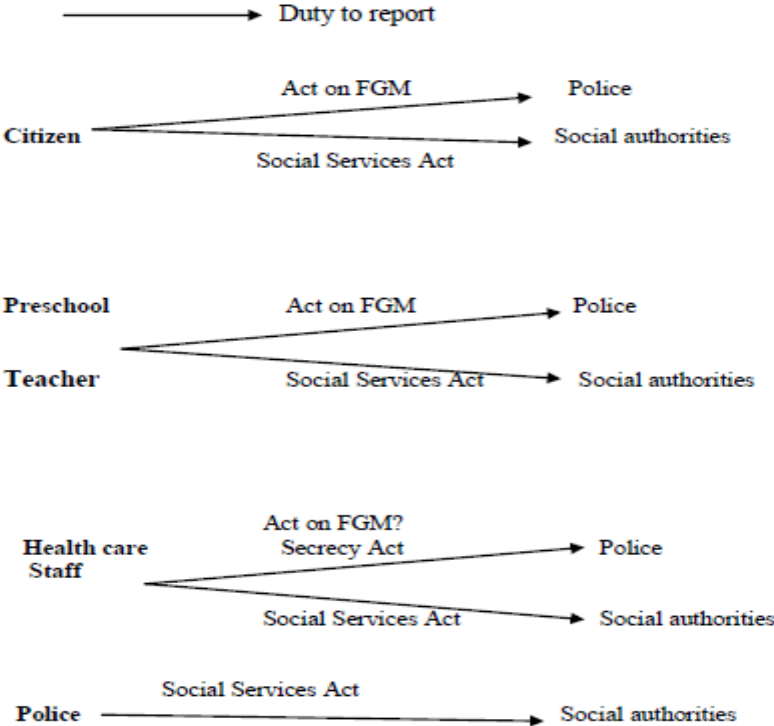 Duty to report
Act on FGM Police
Citizen Social authorities
Social Services Act
Preschool Act on FGM Police
Teacher Social Services Act Social authorities
Act on FGM?
Health care Secrecy Act Police
Staff
Social Services Act Social authorities
Social Services Act
Police Social authorities